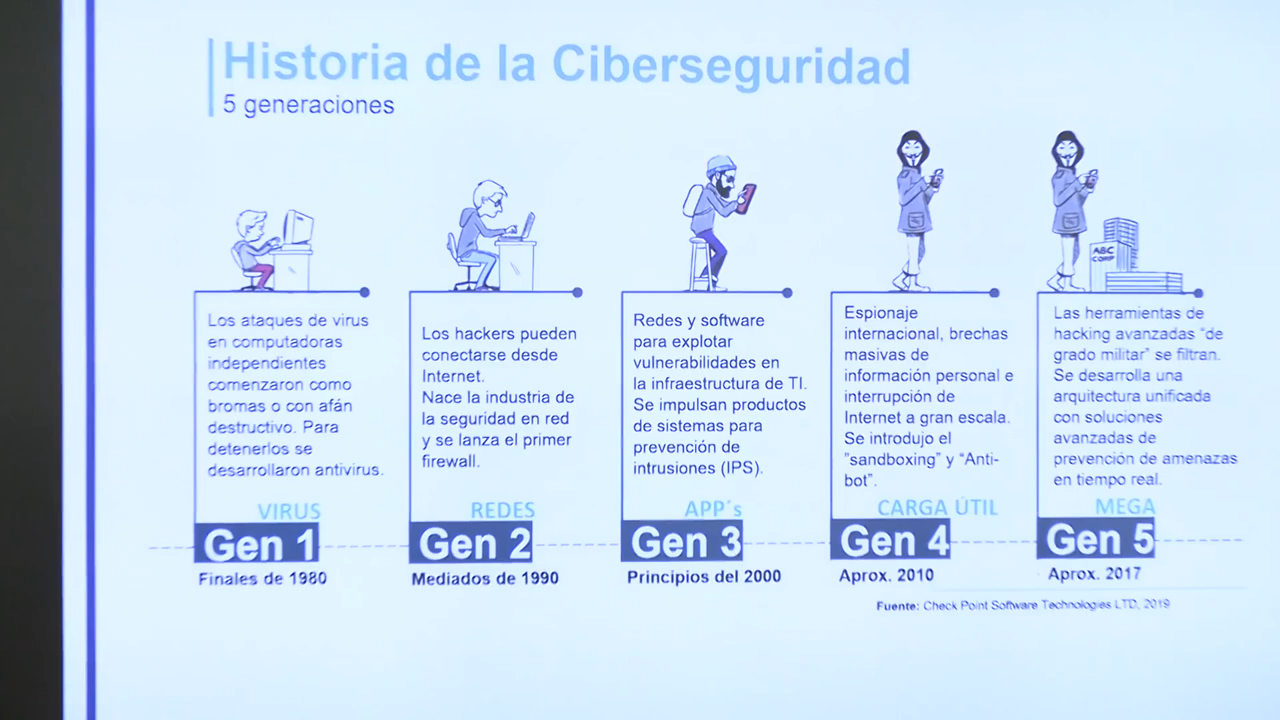 Historia de la Ciberseguridad
5 generaciones
ABC
CORP
Los ataques de virus
en computadoras
independientes
comenzaron como
bromas o con afán
destructivo. Para
detenerlos se
desarrollaron antivirus.
VIRUS
Gen 1
Finales de 1980
Los hackers pueden
conectarse desde
Internet.
Nace la industria de
la seguridad en red
y se lanza el primer
firewall.
REDES
Gen 2
Mediados de 1990
Redes y software
para explotar
vulnerabilidades en
la infraestructura de TI.
Se impulsan productos
de sistemas para
prevención de
intrusiones (IPS).
APP´s
Gen 3
Principios del 2000
Espionaje
internacional, brechas
masivas de
información personal e
interrupción de
Internet a gran escala.
Se introdujo el
”sandboxing” y “Anti-
bot”.
CARGA ÚTIL
Gen 4
Aprox. 2010
Las herramientas de
hacking avanzadas “de
grado militar” se filtran.
Se desarrolla una
arquitectura unificada
con soluciones
avanzadas de
prevención de amenazas
en tiempo real.
MEGA
Gen 5
Aprox. 2017
Fuente: Check Point Software Technologies LTD, 2019